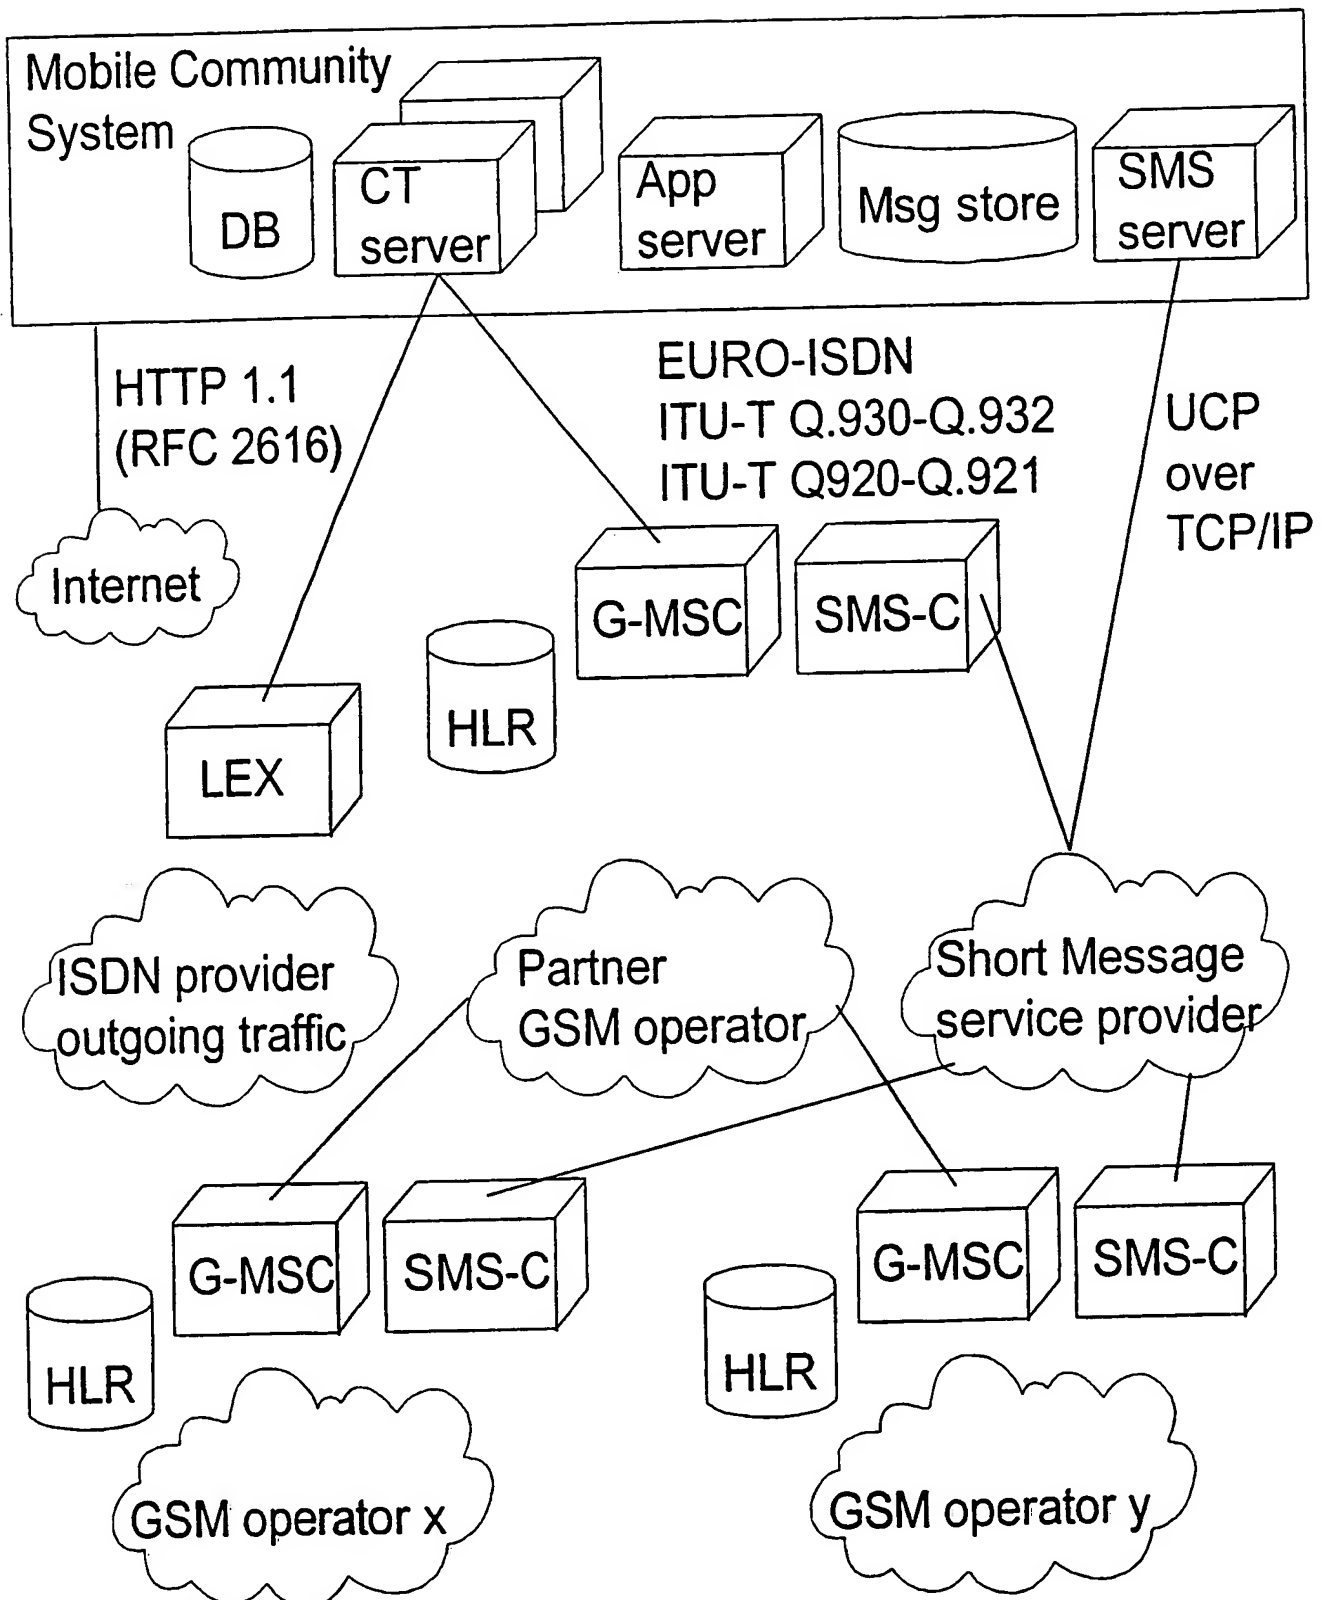 Mobile Community
System
DB
CT
server
App
server
Msg store
SMS
server
HTTP 1.1
(RFC 2616)
EURO-ISDN
ITU-T Q.930-Q.932
ITU-T Q920-Q.921
UCP
over
TCP/IP
Internet
G-MSC
SMS-C
HLR
LEX
ISDN provider
outgoing traffic
Partner
GSM operator
Short Message
service provider
G-MSC
SMS-C
G-MSC
SMS-C
HLR
HLR
GSM operator x
GSM operator y